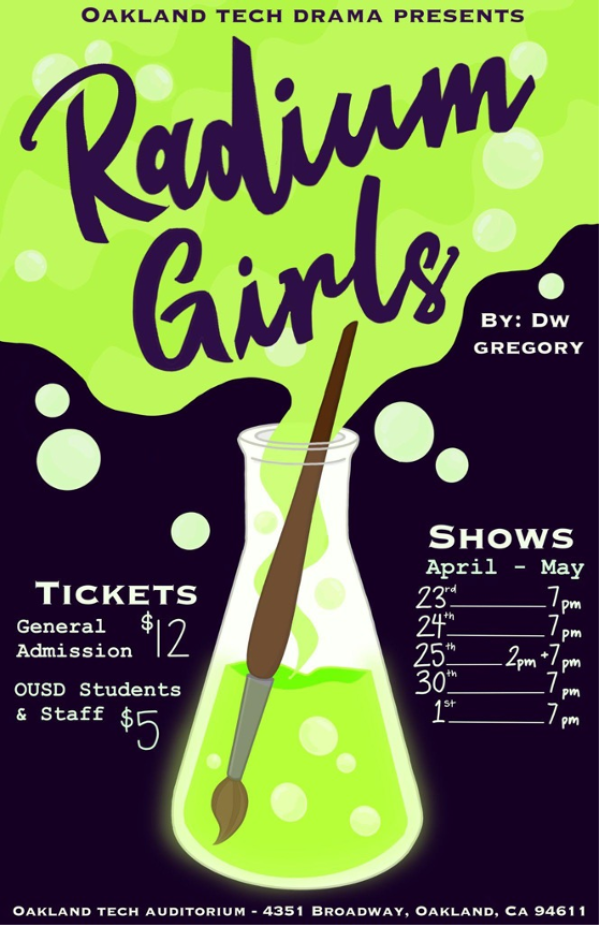 OAKLAND TECH DRAMA PRESENTS
Radium
Girls
BY: DW
GREGORY
TICKETS
General $12
Admission
OUSD Students
& Staff $5
SHOWS
April - May
23rd 7pm
24th 7pm
25th 2pm +7pm
30th 7pm
1st 7pm
OAKLAND TECH AUDITORIUM - 4351 BROADWAY, OAKLAND, CA 94611